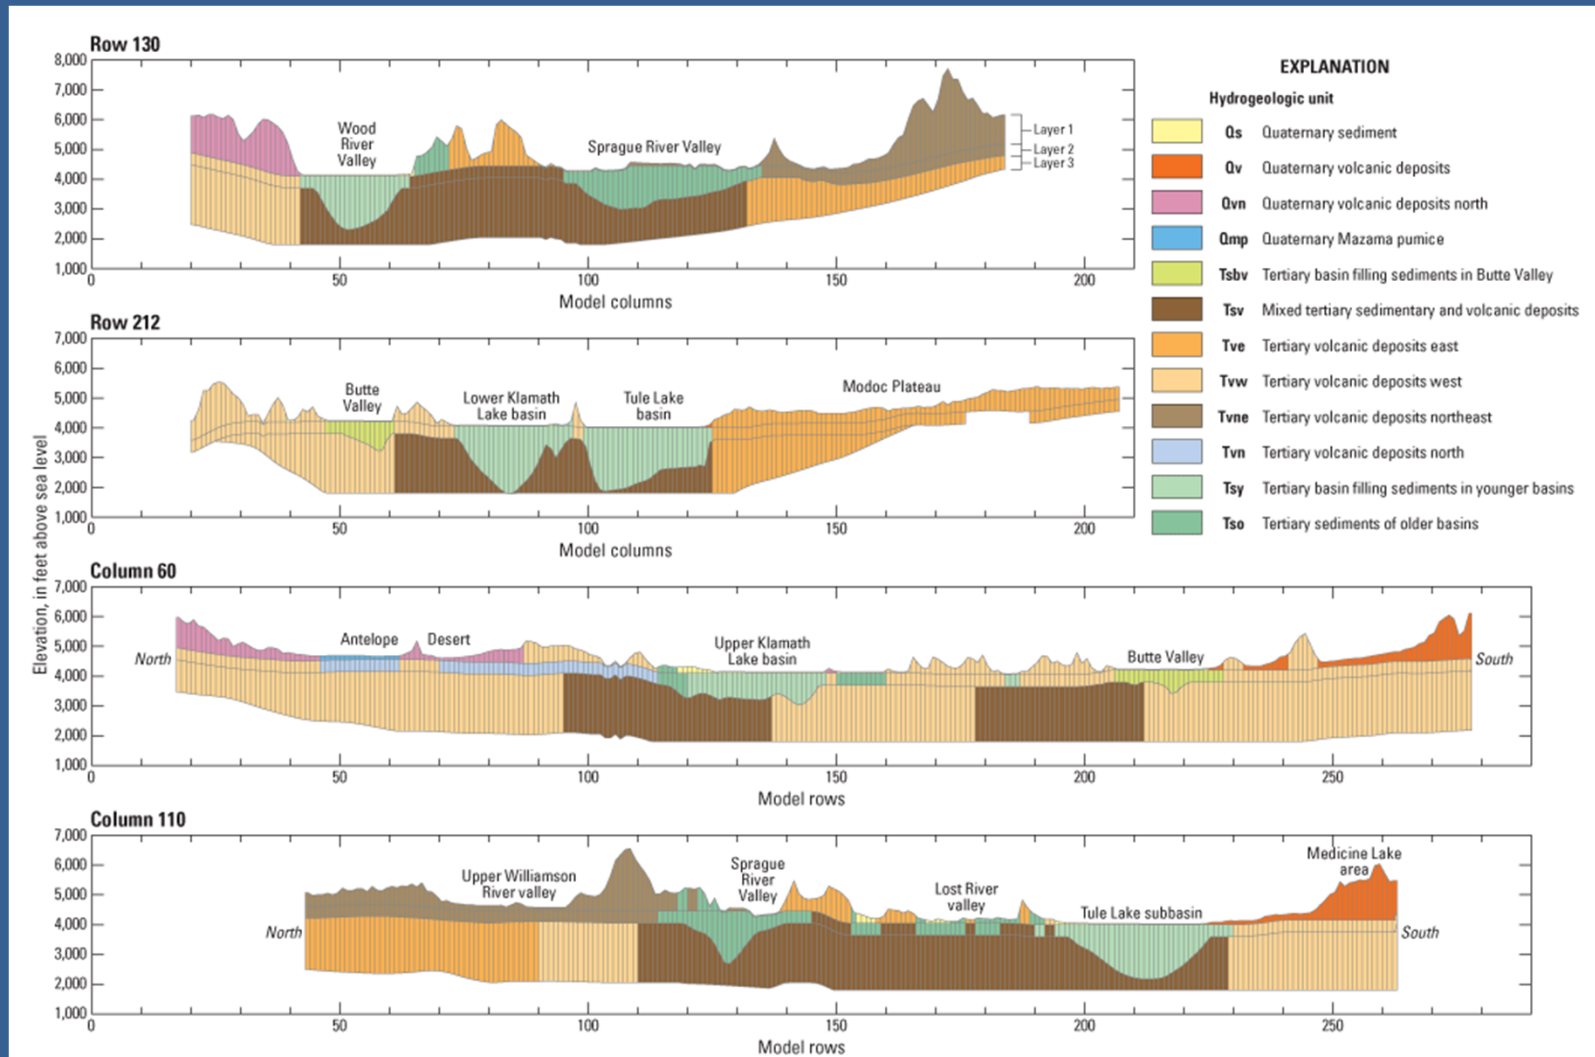 Row 130
8,000
7,000
6,000
5,000
4,000
3,000
2,000
1,000
Wood
River
Valley
Sprague River Valley
Layer 1
Layer 2
Layer 3
0 50 100 150 200
Model columns
Row 212
7,000
6,000
5,000
4,000
3,000
2,000
1,000
Butte
Valley
Lower Klamath
Lake basin
Tule Lake
basin
Modoc Plateau
0 50 100 150 200
Model columns
Elevation, in feet above sea level
Column 60
7,000
6,000
5,000
4,000
3,000
2,000
1,000
North
Antelope Desert
Upper Klamath
Lake basin
Butte Valley
South
0 50 100 150 200 250
Model rows
Column 110
7,000
6,000
5,000
4,000
3,000
2,000
1,000
North
Upper Williamson
River valley
Sprague
River
Valley
Lost River
valley
Tule Lake subbasin
Medicine Lake
area
South
0 50 100 150 200 250
Model rows
EXPLANATION
Hydrogeologic unit
Qs Quaternary sediment
Qv Quaternary volcanic deposits
Qvn Quaternary volcanic deposits north
Qmp Quaternary Mazama pumice
Tsbv Tertiary basin filling sediments in Butte Valley
Tsv Mixed tertiary sedimentary and volcanic deposits
Tve Tertiary volcanic deposits east
Tvw Tertiary volcanic deposits west
Tvne Tertiary volcanic deposits northeast
Tvn Tertiary volcanic deposits north
Tsy Tertiary basin filling sediments in younger basins
Tso Tertiary sediments of older basins